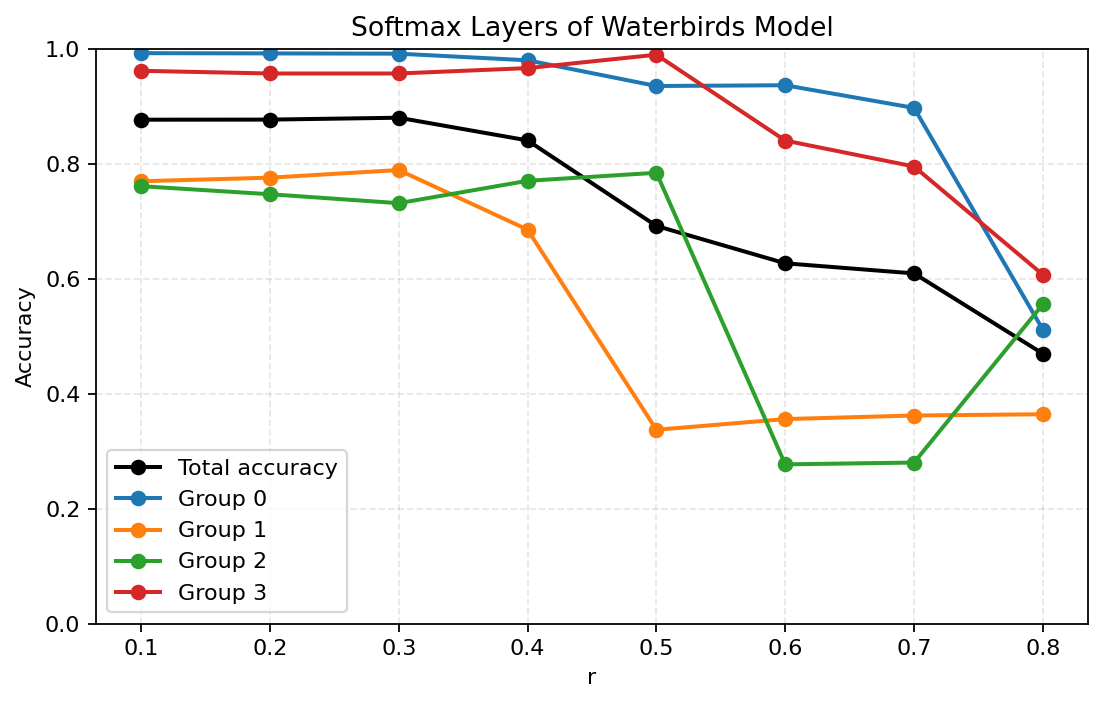 Softmax Layers of Waterbirds Model
1.0
0.8
0.6
0.4
0.2
0.0
Accuracy
Total accuracy
Group 0
Group 1
Group 2
Group 3
0.1 0.2 0.3 0.4 0.5 0.6 0.7 0.8
r